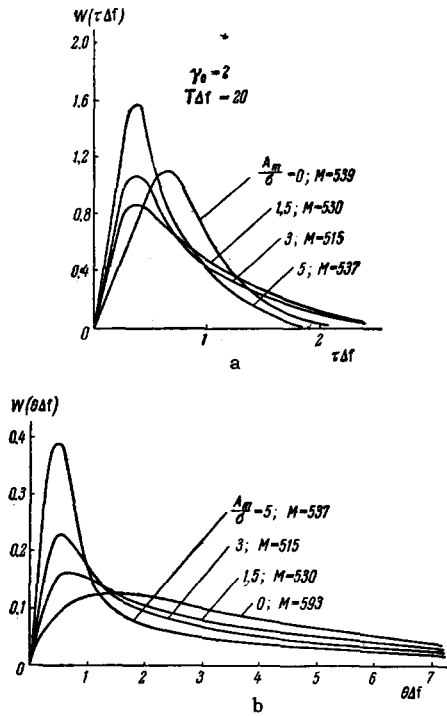 W(τΔf)
2,0
γ₀=2
TΔf=20
1,6
1,2
Aₘ/σ=0; M=539
1,5; M=530
0,8
3; M=515
0,4
5; M=537
0
1
2
a
τΔf
W(θΔf)
0,4
0,3
Aₘ/σ=5; M=537
3; M=515
0,2
1,5; M=530
0; M=593
0,1
0
1
2
3
4
5
6
7
θΔf
b